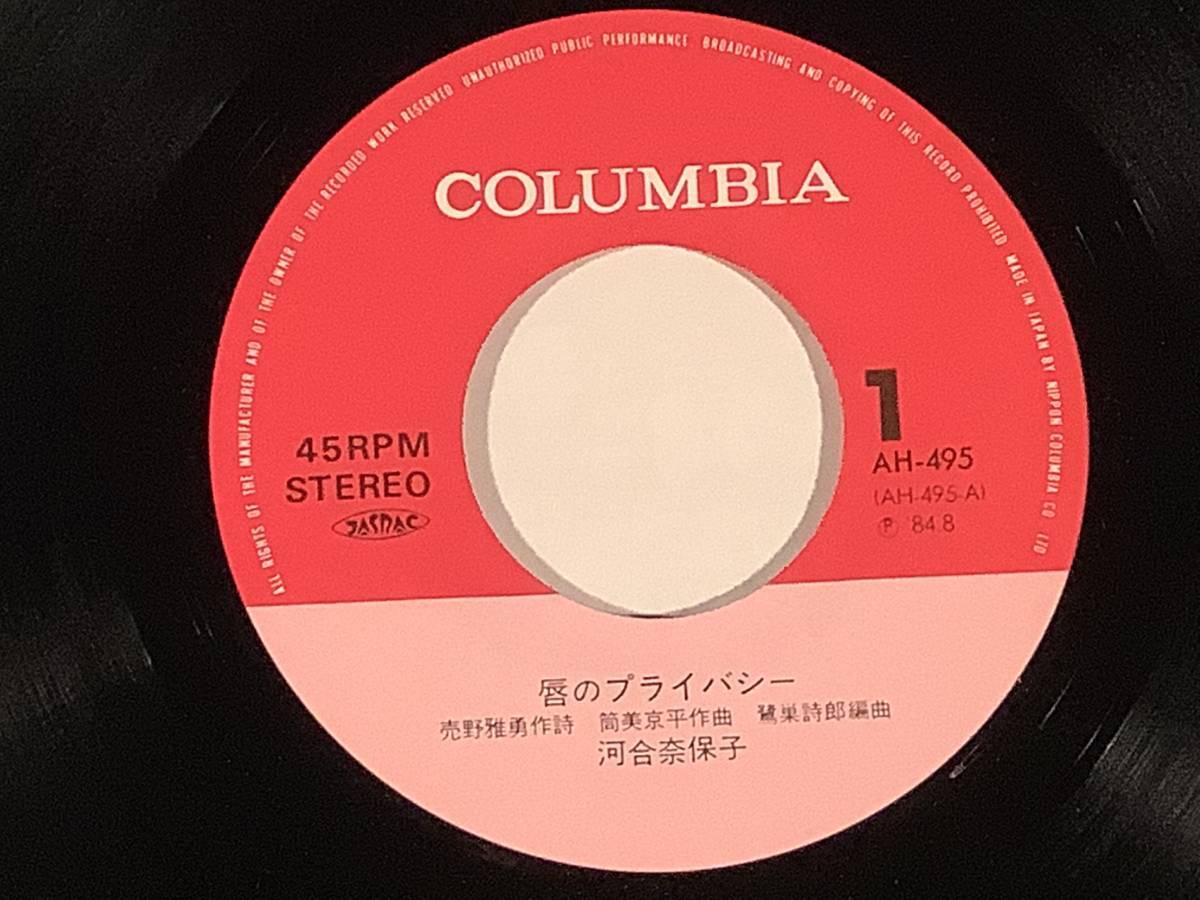 ALL RIGHTS OF THE MANUFACTURER AND OF THE OWNER OF THE RECORDED WORK RESERVED UNAUTHORIZED PUBLIC PERFORMANCE BROADCASTING AND COPYING OF THIS RECORD PROHIBITED MADE IN JAPAN BY NIPPON COLUMBIA CO. LTD
COLUMBIA
45RPM
STEREO
JASRAC
1
AH-495
(AH-495-A)
Ⓟ '84.8
唇のプライバシー
売野雅勇作詩 筒美京平作曲 鷺巣詩郎編曲
河合奈保子